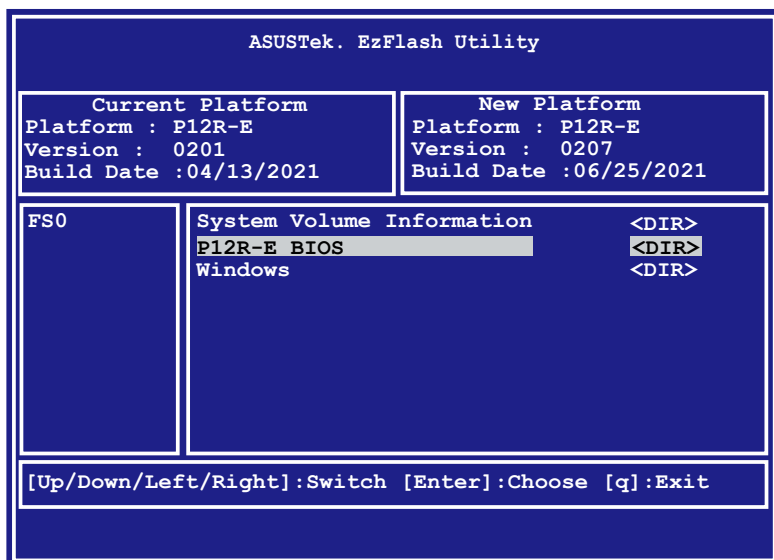 ASUSTek. EzFlash Utility
Current Platform
Platform : P12R-E
Version : 0201
Build Date :04/13/2021
New Platform
Platform : P12R-E
Version : 0207
Build Date :06/25/2021
FS0
System Volume Information <DIR>
P12R-E BIOS <DIR>
Windows <DIR>
[Up/Down/Left/Right]:Switch [Enter]:Choose [q]:Exit